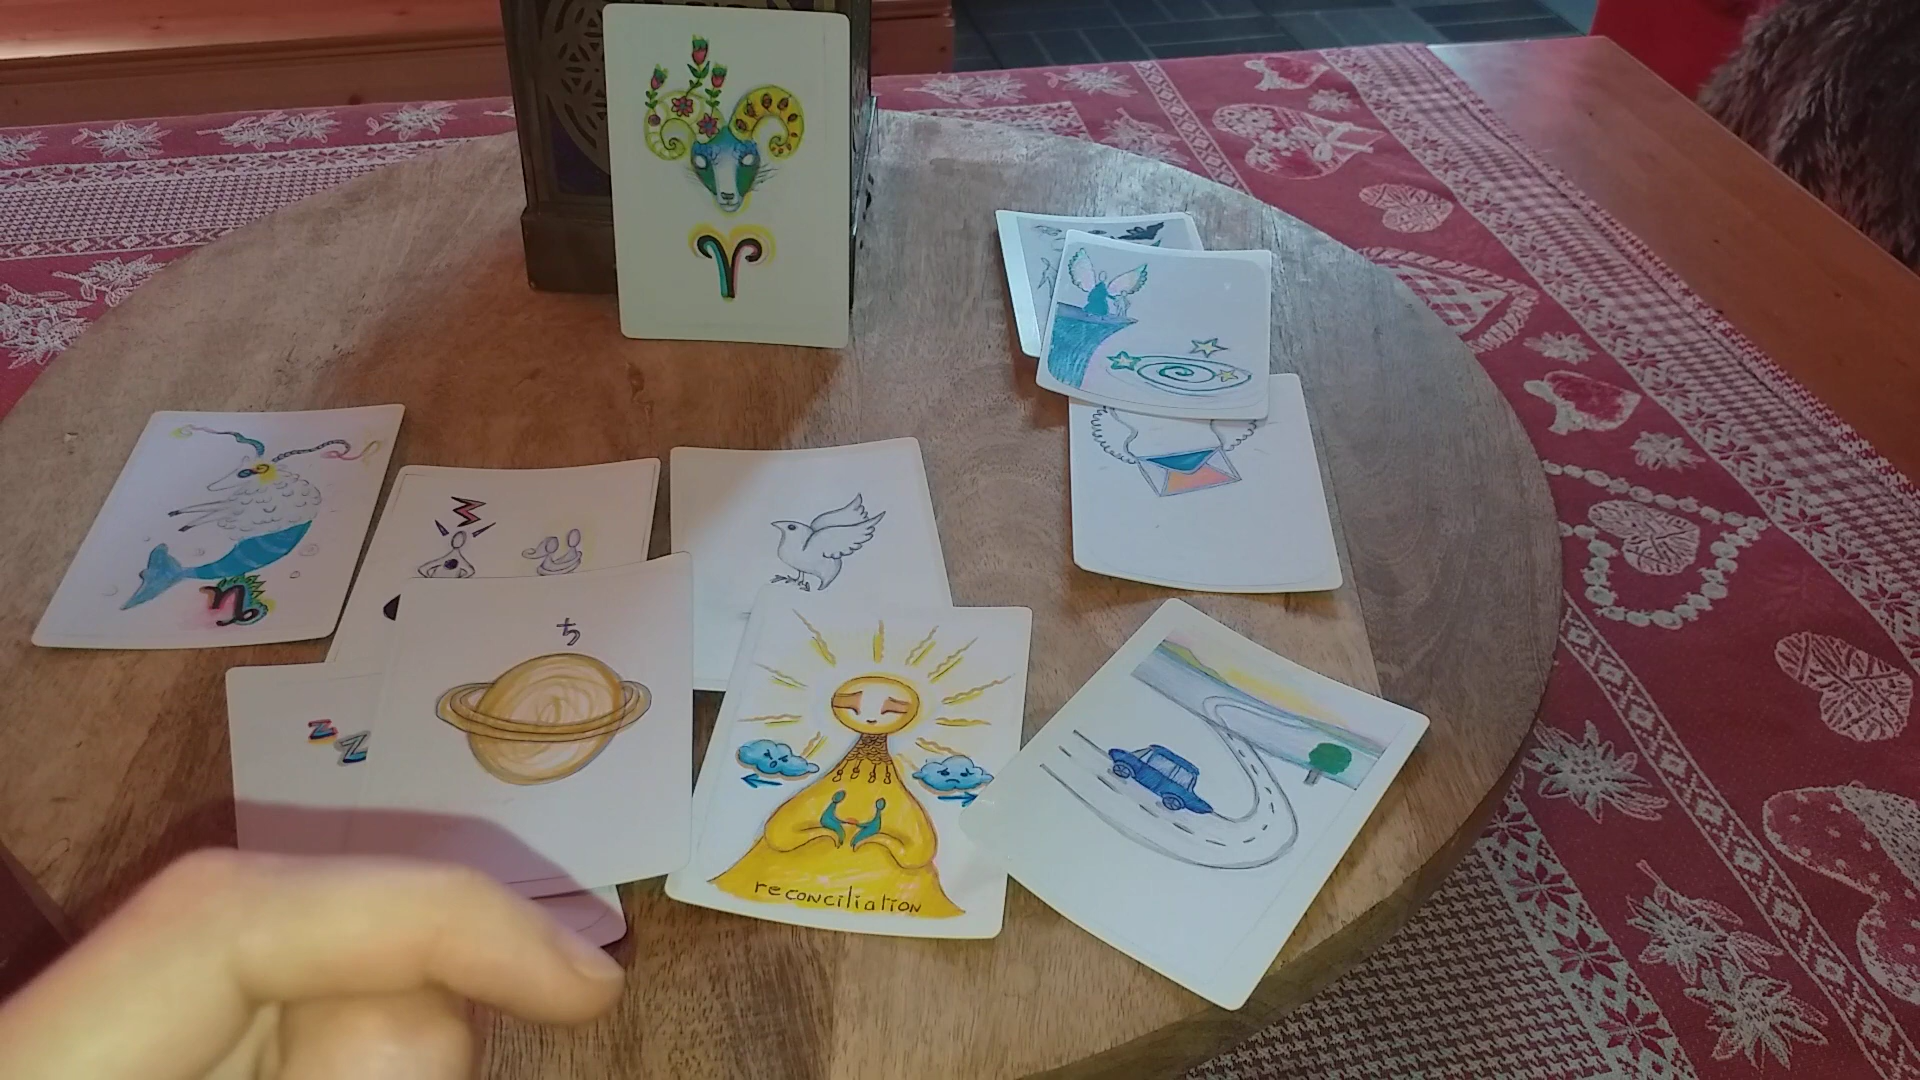 ♈
♑
♄
z
z
reconciliation